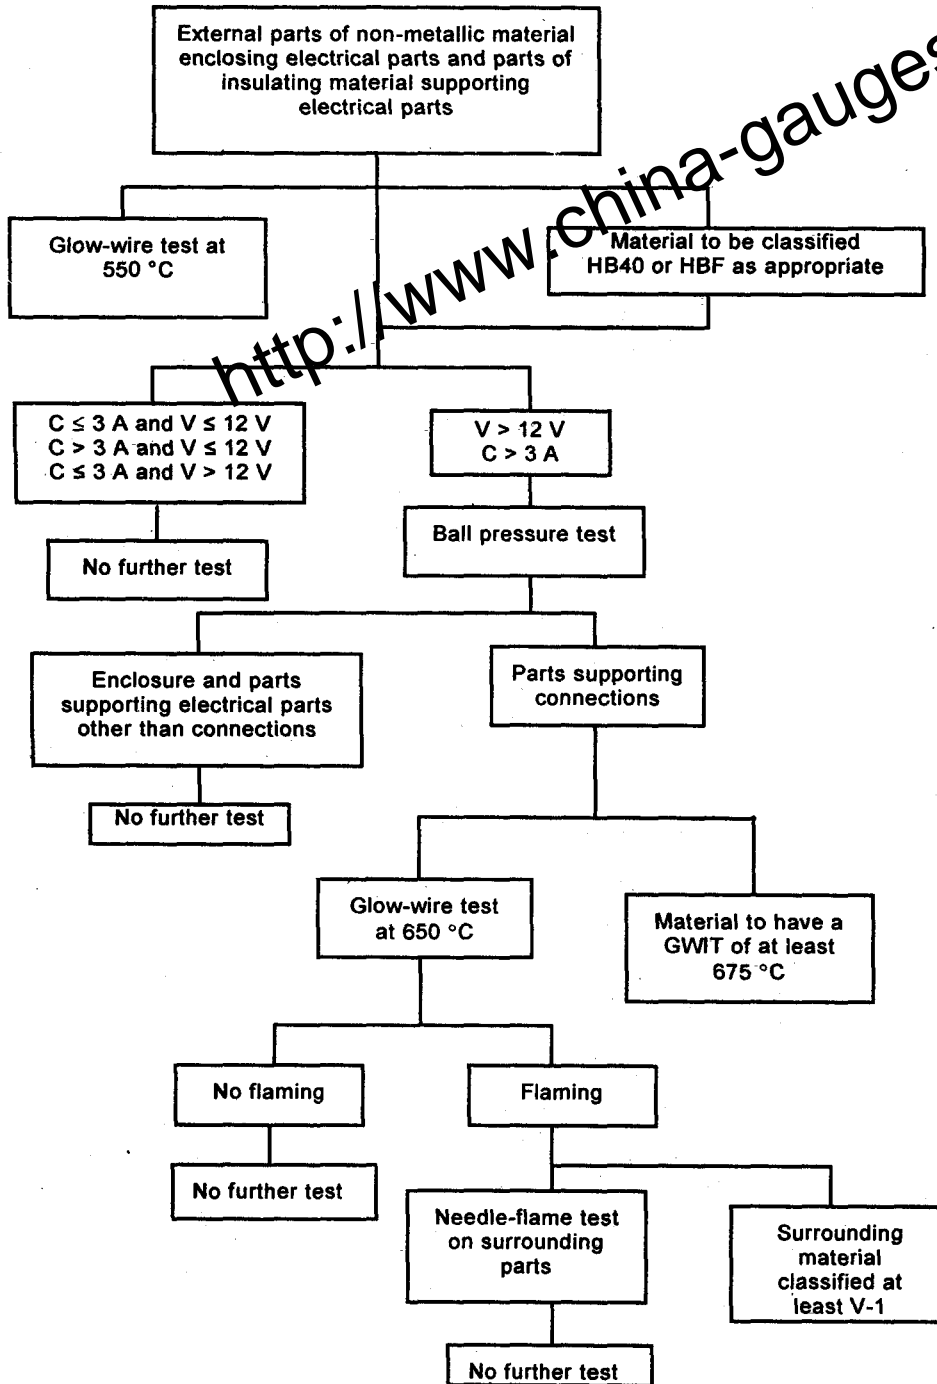 External parts of non-metallic material
enclosing electrical parts and parts of
insulating material supporting
electrical parts
http://www.china-gauges
Glow-wire test at
550 °C
Material to be classified
HB40 or HBF as appropriate
C ≤ 3 A and V ≤ 12 V
C > 3 A and V ≤ 12 V
C ≤ 3 A and V > 12 V
V > 12 V
C > 3 A
No further test
Ball pressure test
Enclosure and parts
supporting electrical parts
other than connections
Parts supporting
connections
No further test
Glow-wire test
at 650 °C
Material to have a
GWIT of at least
675 °C
No flaming
Flaming
No further test
Needle-flame test
on surrounding
parts
Surrounding
material
classified at
least V-1
No further test